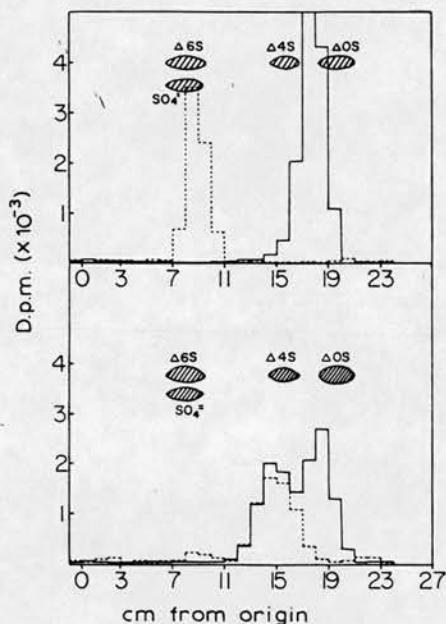 Δ6S Δ4S Δ0S
SO₄⁼
4
3
2
1
0 3 7 11 15 19 23
D.p.m. (x 10⁻³)
Δ6S Δ4S Δ0S
SO₄⁼
4
3
2
1
0 3 7 11 15 19 23 27
cm from origin